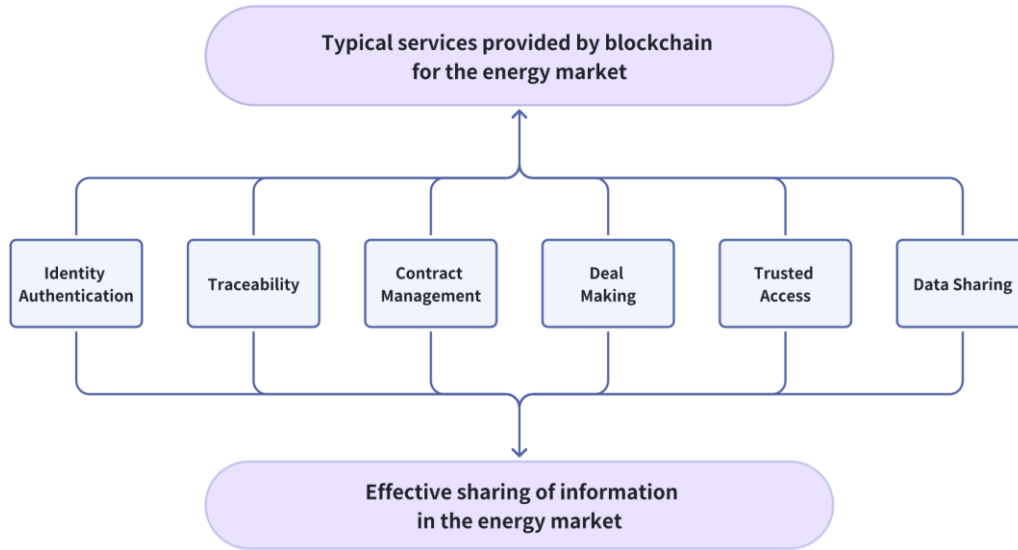 Typical services provided by blockchain
for the energy market
Identity
Authentication
Traceability
Contract
Management
Deal
Making
Trusted
Access
Data Sharing
Effective sharing of information
in the energy market